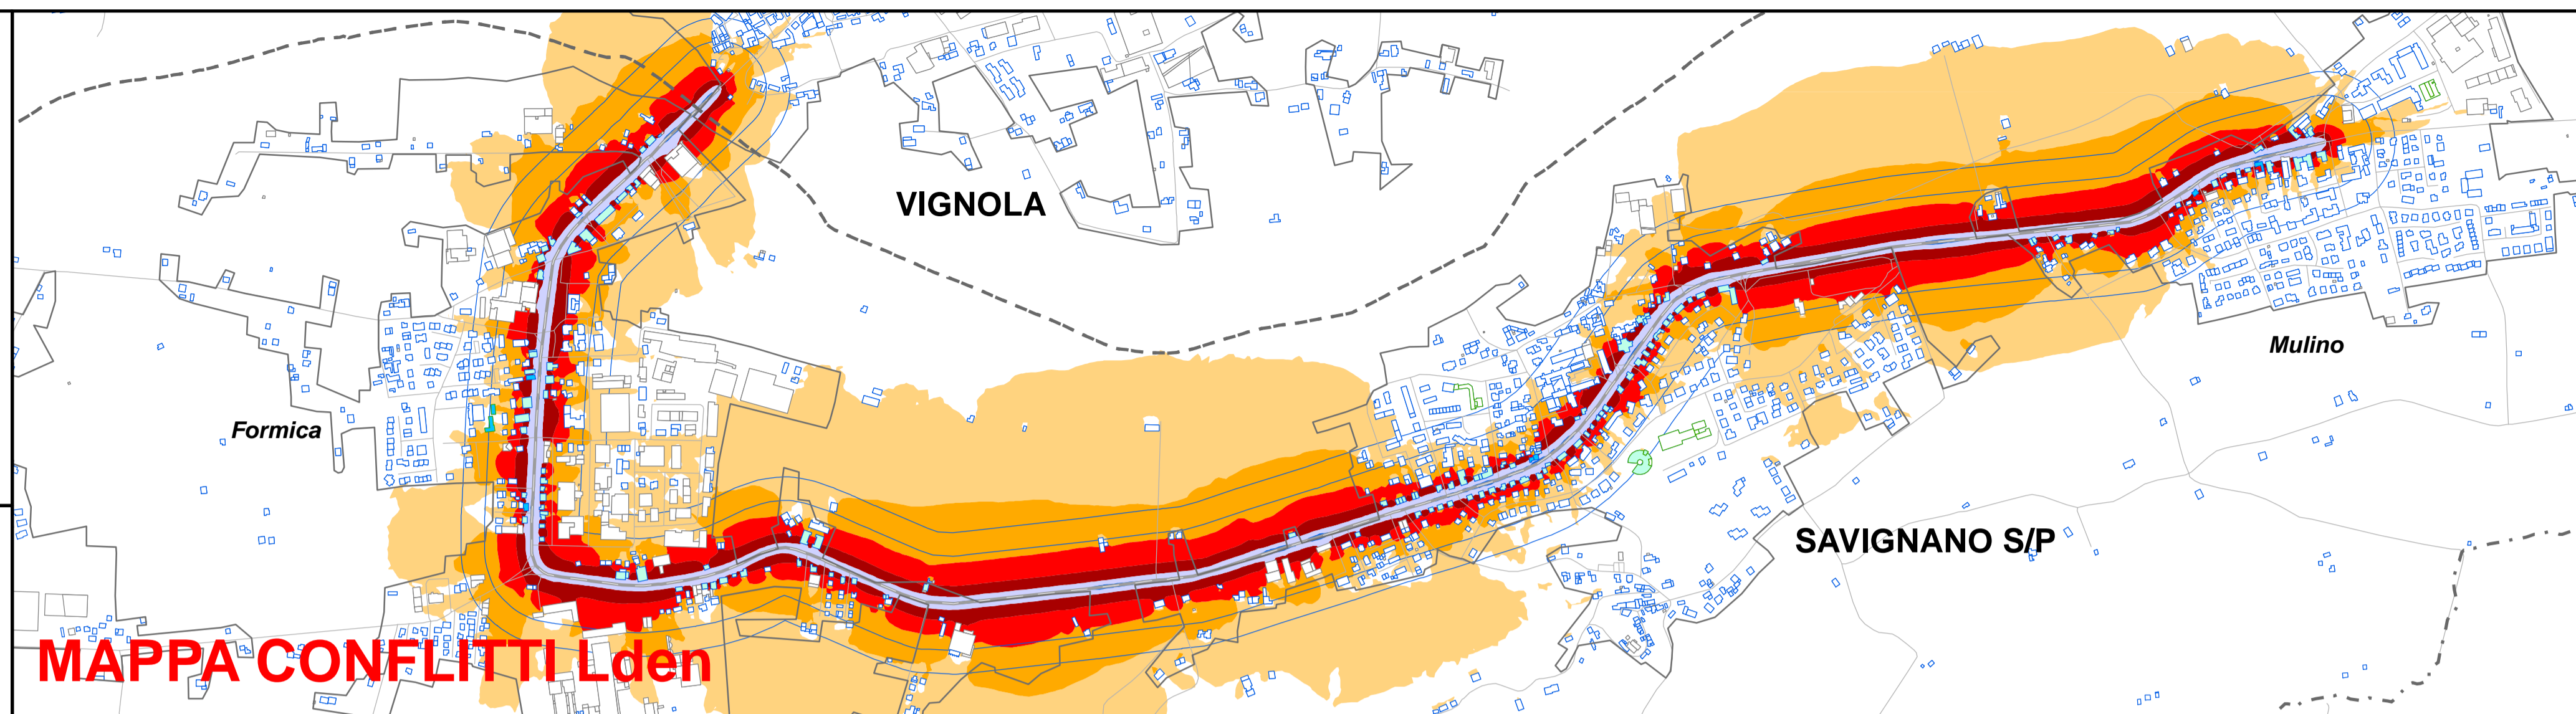 VIGNOLA
Mulino
Formica
SAVIGNANO S/P
MAPPA CONFLITTI Lden